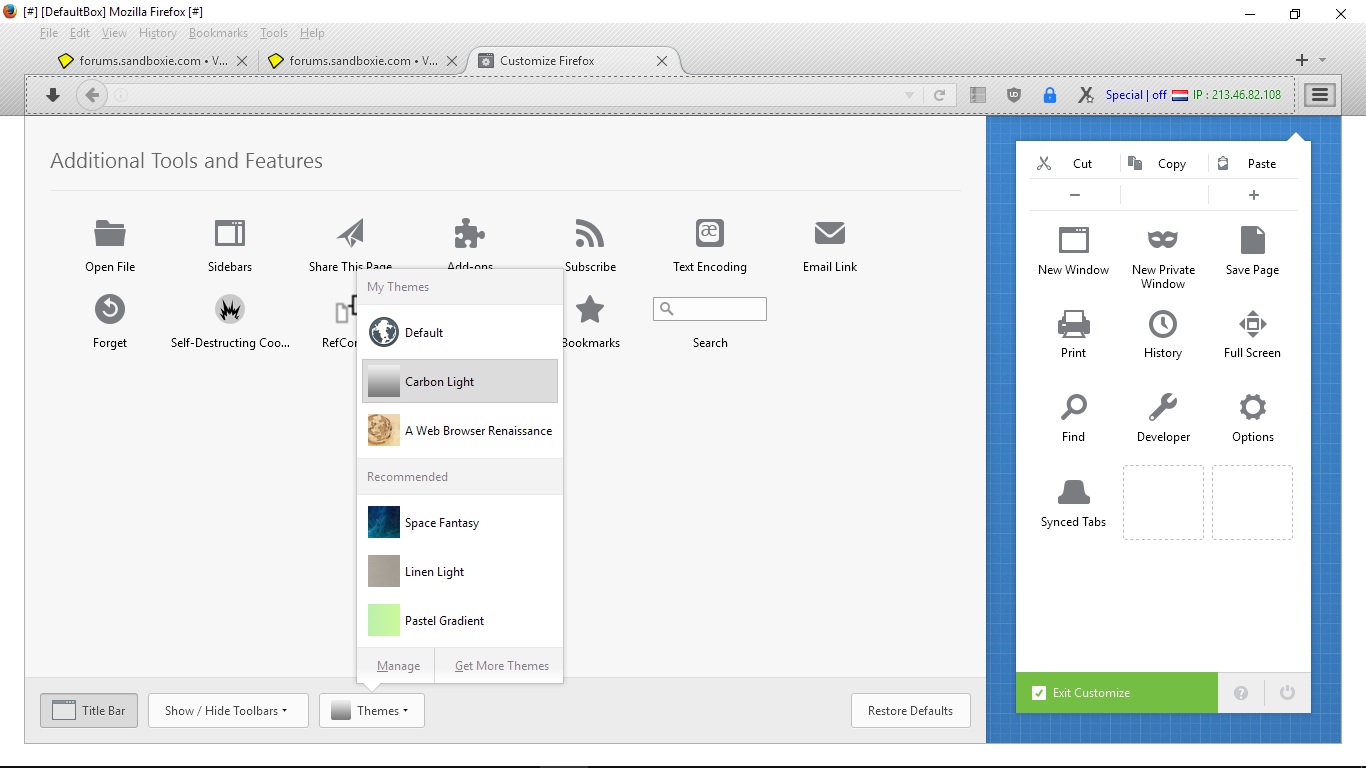 [#] [DefaultBox] Mozilla Firefox [#]
File Edit View History Bookmarks Tools Help
forums.sandboxie.com • V... forums.sandboxie.com • V... Customize Firefox
Special | off IP : 213.46.82.108
Additional Tools and Features
Open File Sidebars Share This Page Add-ons Subscribe Text Encoding Email Link
Forget Self-Destructing Coo... RefCon Bookmarks Search
My Themes
Default
Carbon Light
A Web Browser Renaissance
Recommended
Space Fantasy
Linen Light
Pastel Gradient
Manage Get More Themes
Title Bar Show / Hide Toolbars Themes Restore Defaults
Cut Copy Paste
− +
New Window New Private Window Save Page
Print History Full Screen
Find Developer Options
Synced Tabs
Exit Customize ?